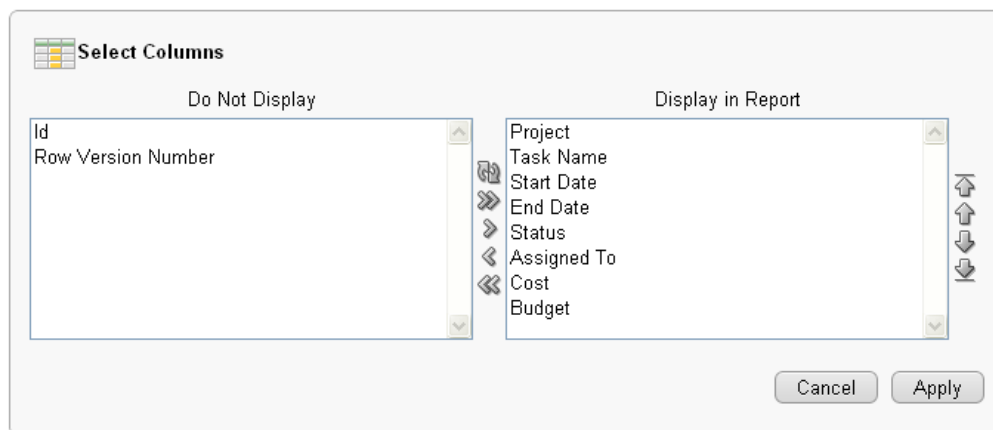 Select Columns
Do Not Display
Id
Row Version Number
Display in Report
Project
Task Name
Start Date
End Date
Status
Assigned To
Cost
Budget
Cancel
Apply